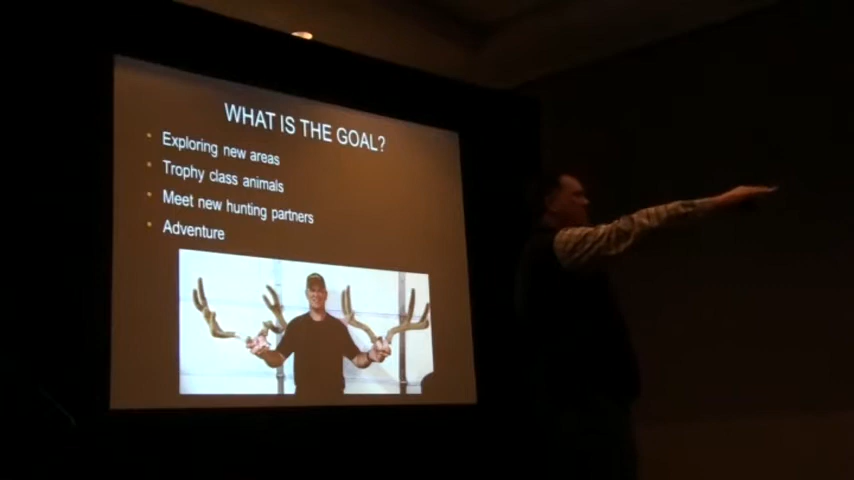 WHAT IS THE GOAL?
Exploring new areas
Trophy class animals
Meet new hunting partners
Adventure